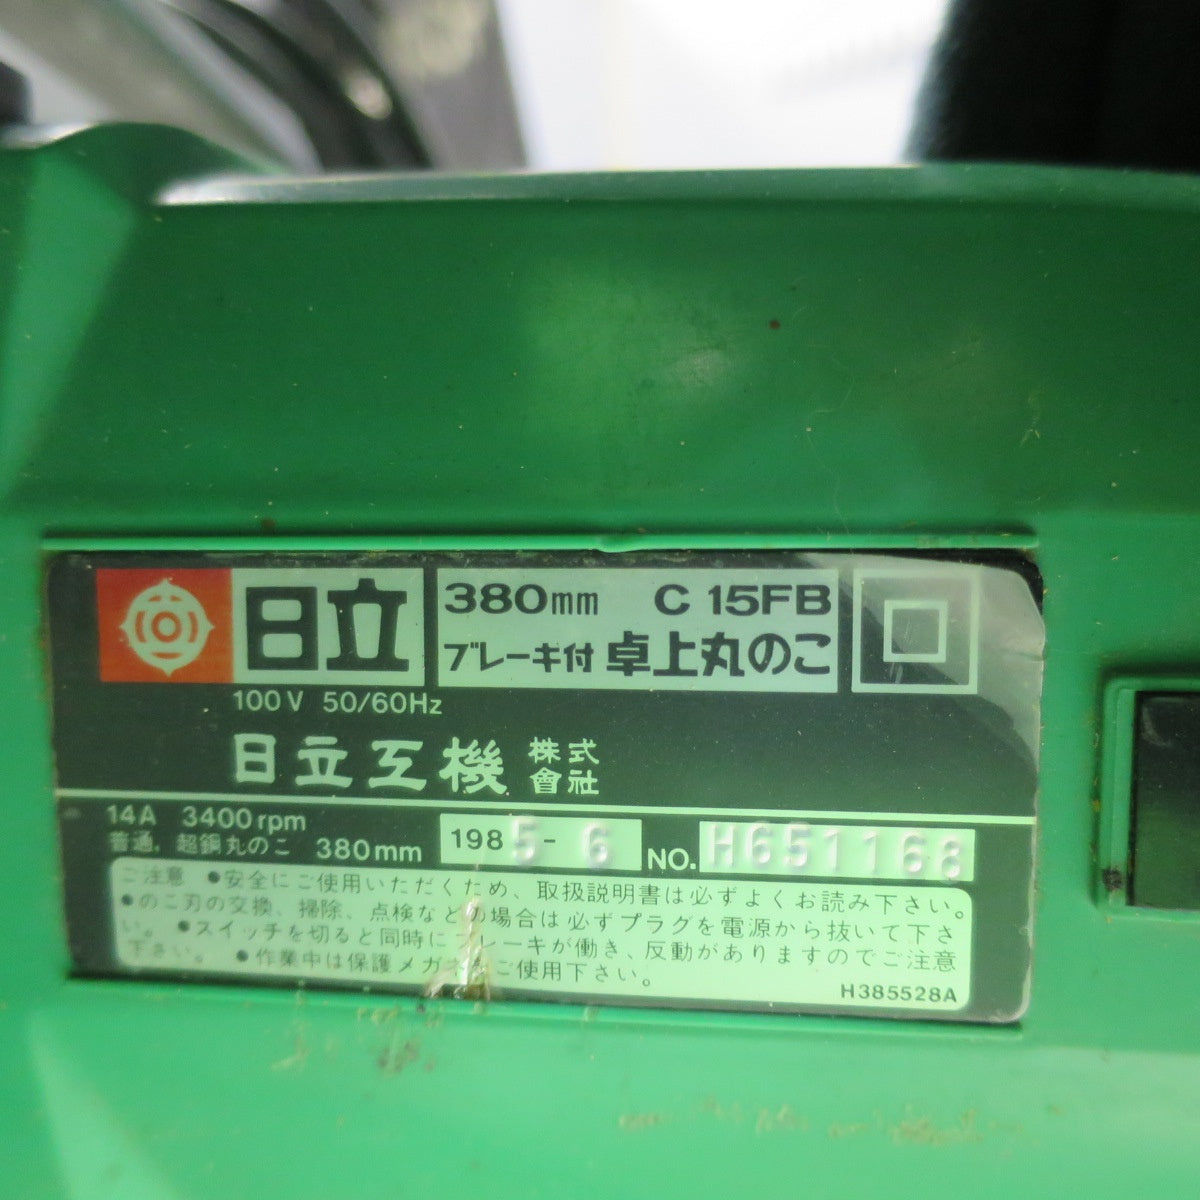 日立
380mm C 15FB
ブレーキ付 卓上丸のこ
100V 50/60Hz
日立工機 株式會社
14A 3400rpm
普通, 超鋼丸のこ 380mm
1985-6 NO. H651168
ご注意 ●安全にご使用いただくため、取扱説明書は必ずよくお読み下さい。
●のこ刃の交換、掃除、点検などの場合は必ずプラグを電源から抜いて下さ
い。 ●スイッチを切ると同時にブレーキが働き、反動がありますのでご注意
下さい。 ●作業中は保護メガネをご使用下さい。
H385528A